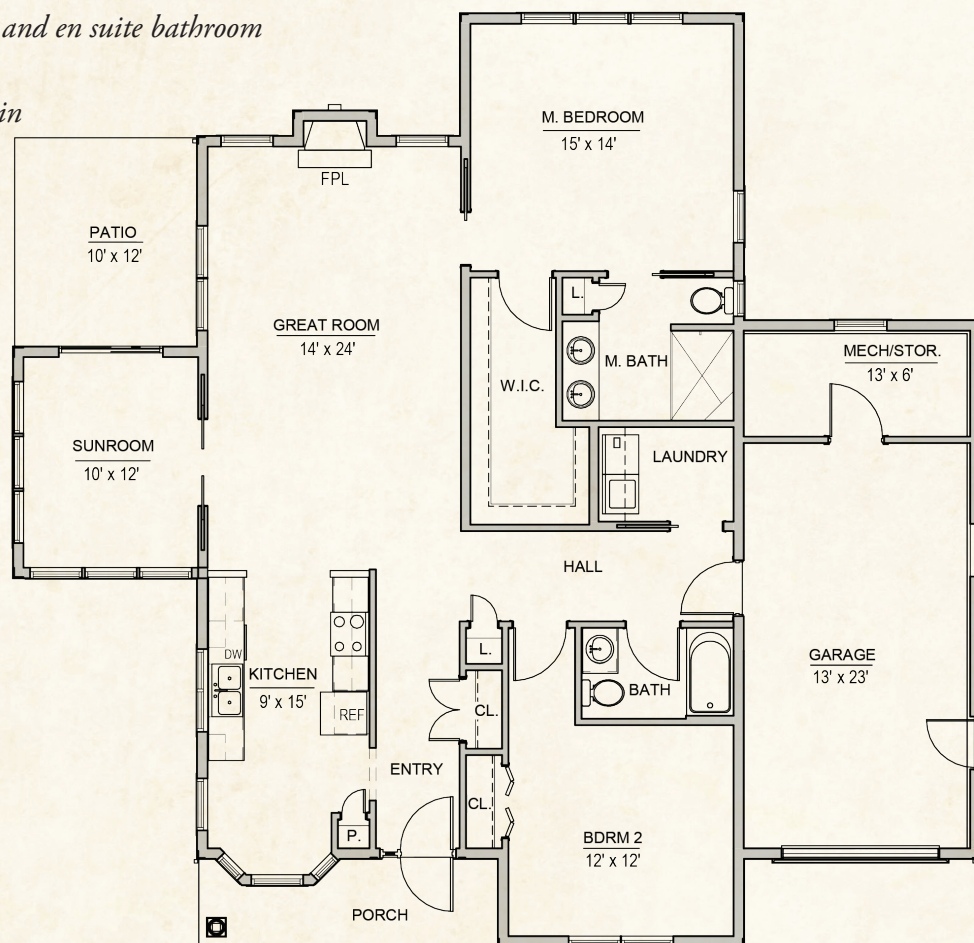 and en suite bathroom
in
M. BEDROOM
15' x 14'
FPL
PATIO
10' x 12'
GREAT ROOM
14' x 24'
L.
M. BATH
W.I.C.
MECH/STOR.
13' x 6'
SUNROOM
10' x 12'
LAUNDRY
HALL
L.
DW
KITCHEN
9' x 15'
REF
CL.
BATH
GARAGE
13' x 23'
ENTRY
CL.
P.
BDRM 2
12' x 12'
PORCH